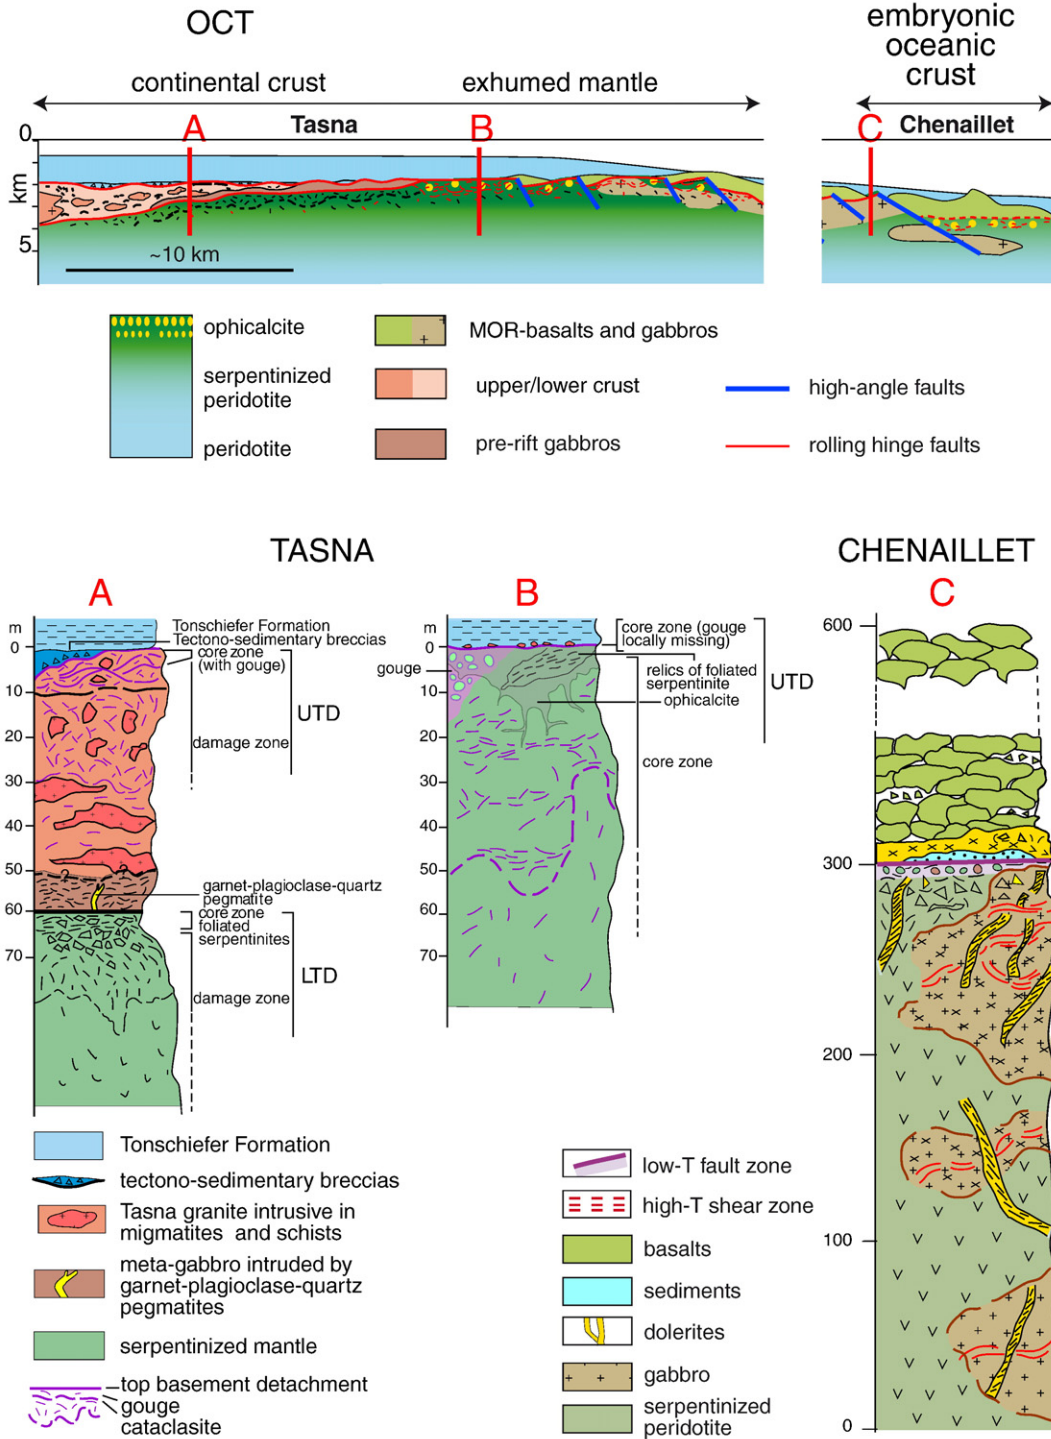 OCT
embryonic
oceanic
crust
continental crust
exhumed mantle
A
Tasna
B
C
Chenaillet
0
km
5
~10 km
ophicalcite
serpentinized
peridotite
peridotite
MOR-basalts and gabbros
upper/lower crust
pre-rift gabbros
high-angle faults
rolling hinge faults
TASNA
CHENAILLET
A
B
C
m
0
10
20
30
40
50
60
70
Tonschiefer Formation
Tectono-sedimentary breccias
core zone
(with gouge)
UTD
damage zone
?
?
garnet-plagioclase-quartz
pegmatite
core zone
foliated
serpentinites
LTD
damage zone
m
0
gouge
10
20
30
40
50
60
70
core zone (gouge
locally missing)
relics of foliated
serpentinite
ophicalcite
UTD
core zone
600
300
200
100
0
Tonschiefer Formation
tectono-sedimentary breccias
Tasna granite intrusive in
migmatites and schists
meta-gabbro intruded by
garnet-plagioclase-quartz
pegmatites
serpentinized mantle
top basement detachment
gouge
cataclasite
low-T fault zone
high-T shear zone
basalts
sediments
dolerites
gabbro
serpentinized
peridotite